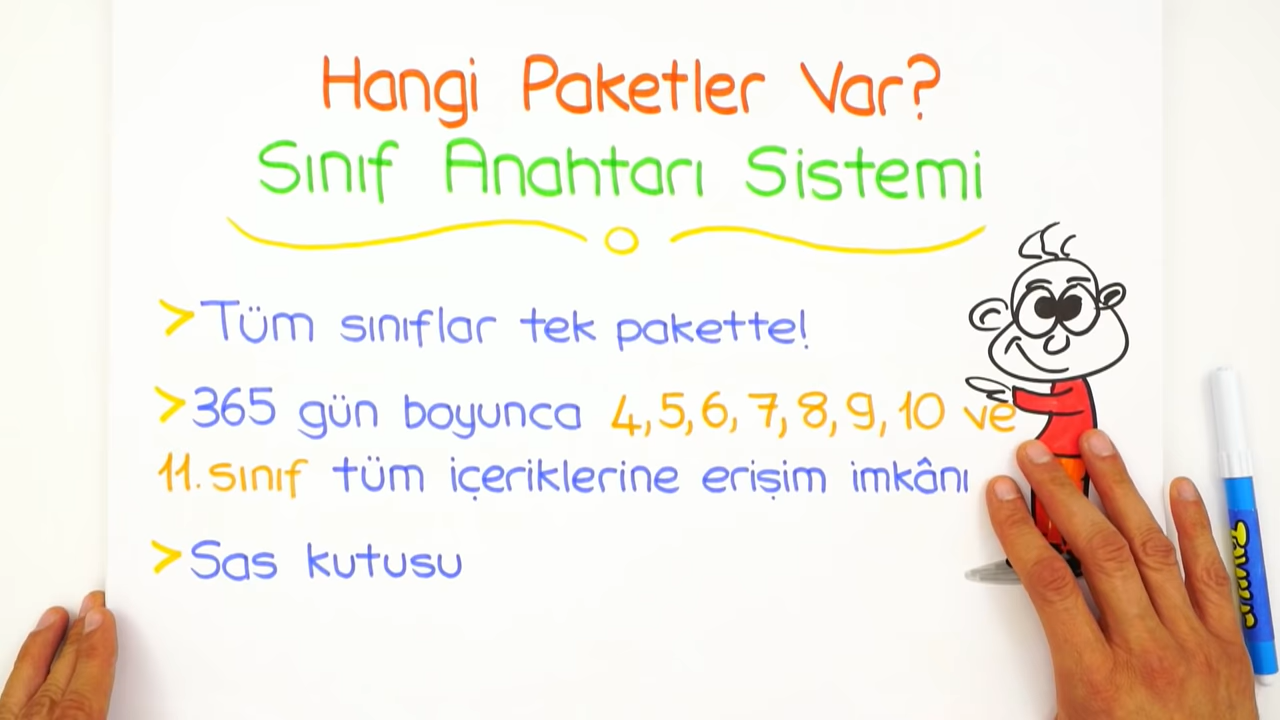 Hangi Paketler Var?
Sınıf Anahtarı Sistemi
> Tüm sınıflar tek pakette!
> 365 gün boyunca 4, 5, 6, 7, 8, 9, 10 ve
11. sınıf tüm içeriklerine erişim imkânı
> Sas kutusu